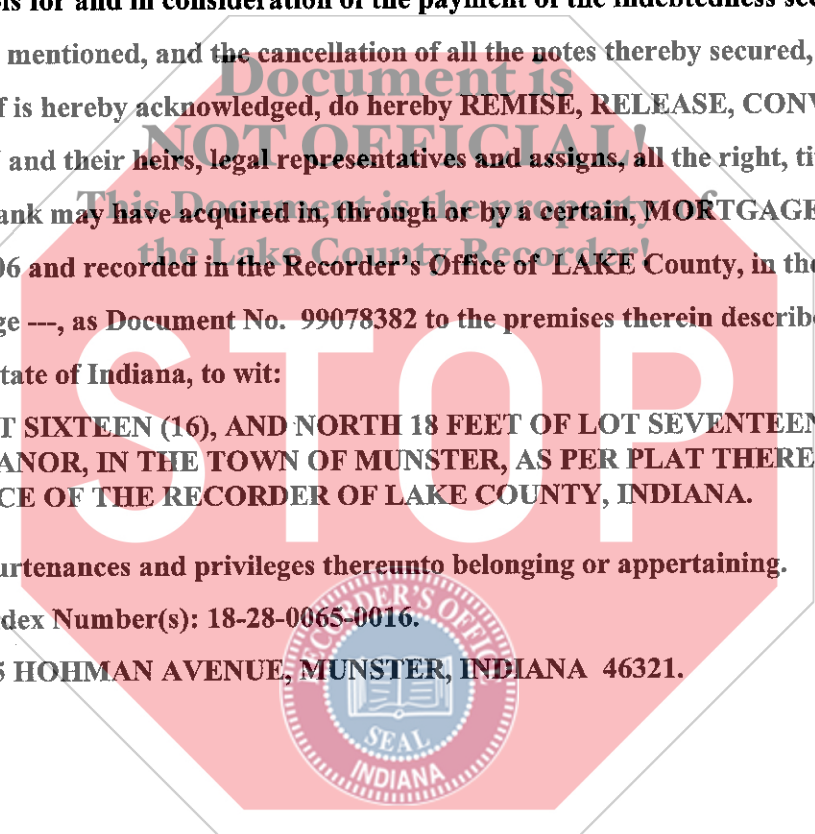 is for and in consideration of the payment of the indebtedness sec
mentioned, and the cancellation of all the notes thereby secured,
Document is
f is hereby acknowledged, do hereby REMISE, RELEASE, CONV
NOT OFFICIAL!
and their heirs, legal representatives and assigns, all the right, tit
This Document is the property of
ank may have acquired in, through or by a certain, MORTGAGE
the Lake County Recorder!
06 and recorded in the Recorder's Office of LAKE County, in the
ge ---, as Document No. 99078382 to the premises therein describe
tate of Indiana, to wit:
STOP
T SIXTEEN (16), AND NORTH 18 FEET OF LOT SEVENTEEN
ANOR, IN THE TOWN OF MUNSTER, AS PER PLAT THERE
CE OF THE RECORDER OF LAKE COUNTY, INDIANA.
urtenances and privileges thereunto belonging or appertaining.
dex Number(s): 18-28-0065-0016.
5 HOHMAN AVENUE, MUNSTER, INDIANA 46321.
RECORDER'S OFFICE
SEAL
INDIANA